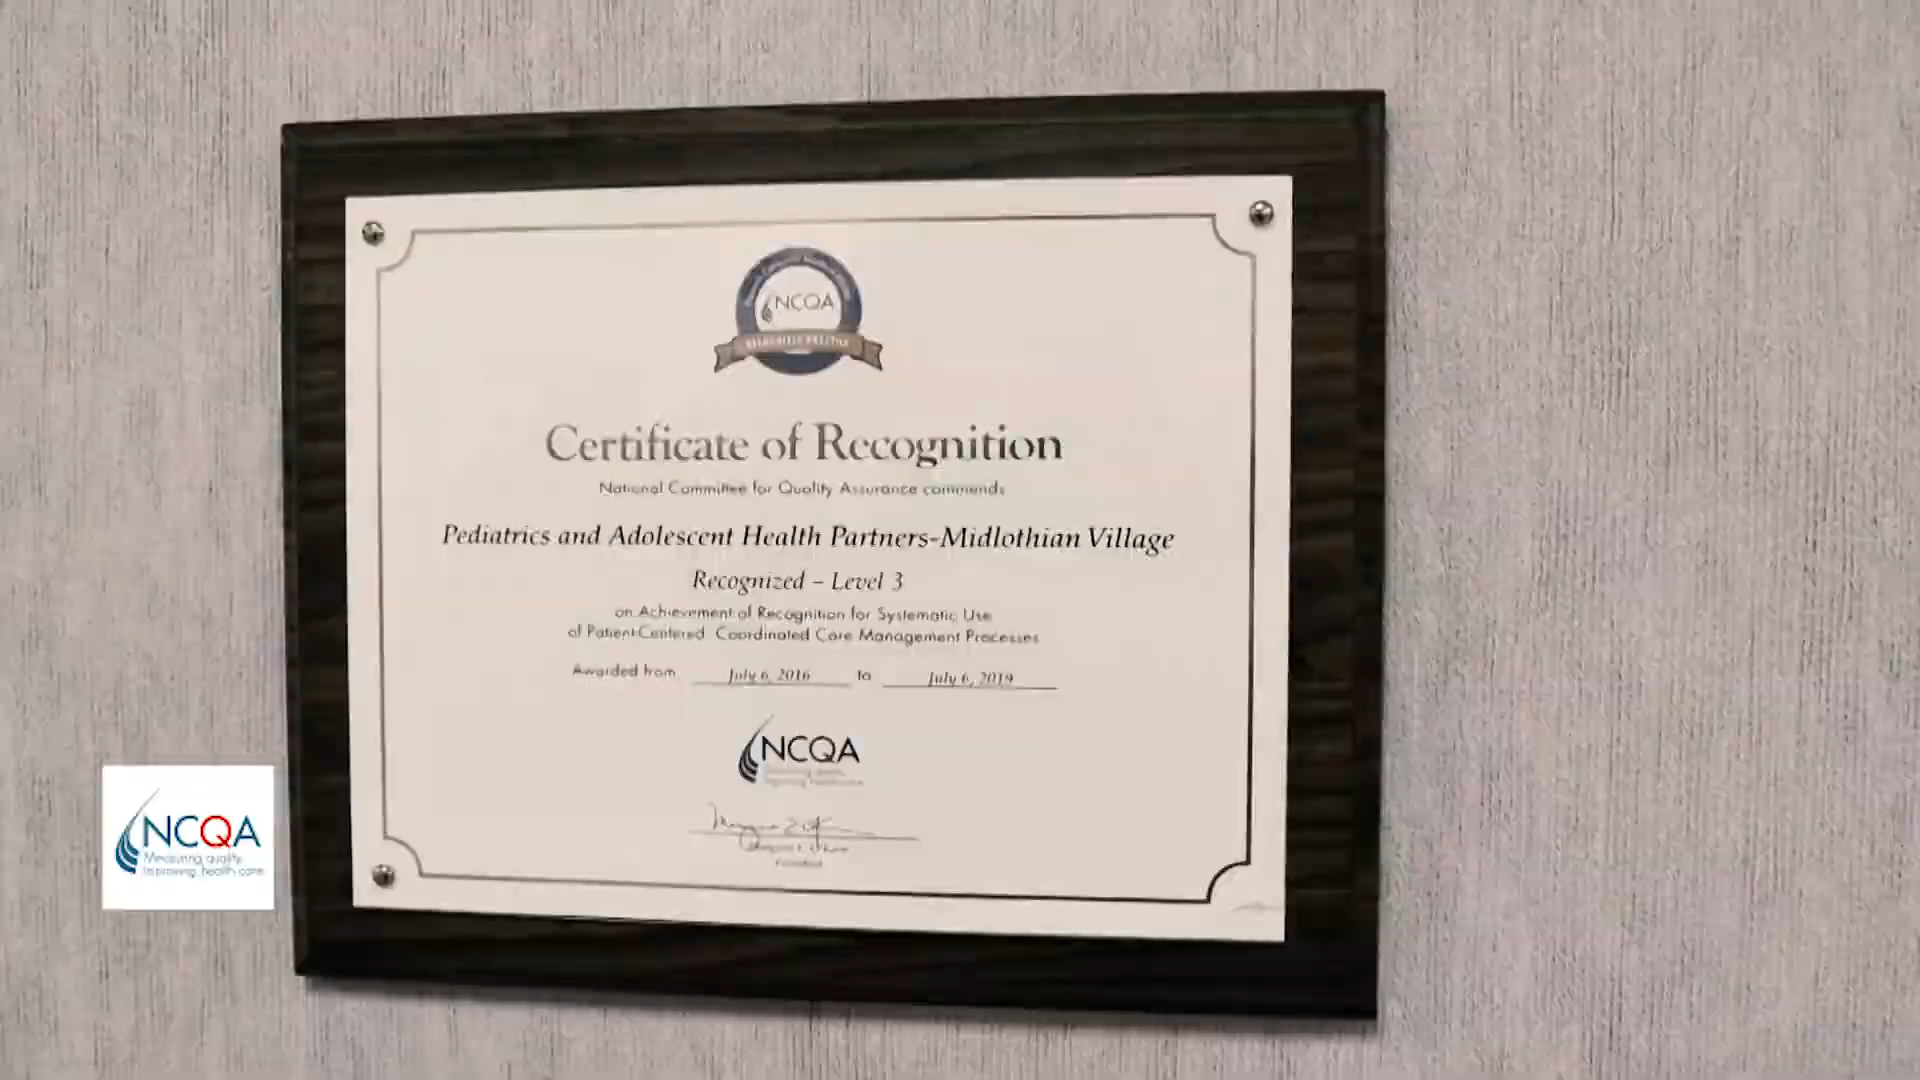 NCQA
Certificate of Recognition
National Committee for Quality Assurance commends
Pediatrics and Adolescent Health Partners-Midlothian Village
Recognized – Level 3
on Achievement of Recognition for Systematic Use
of Patient-Centered Coordinated Care Management Processes
Awarded from July 6, 2016 to July 6, 2019
NCQA
President
NCQA
Measuring quality.
Improving health care.